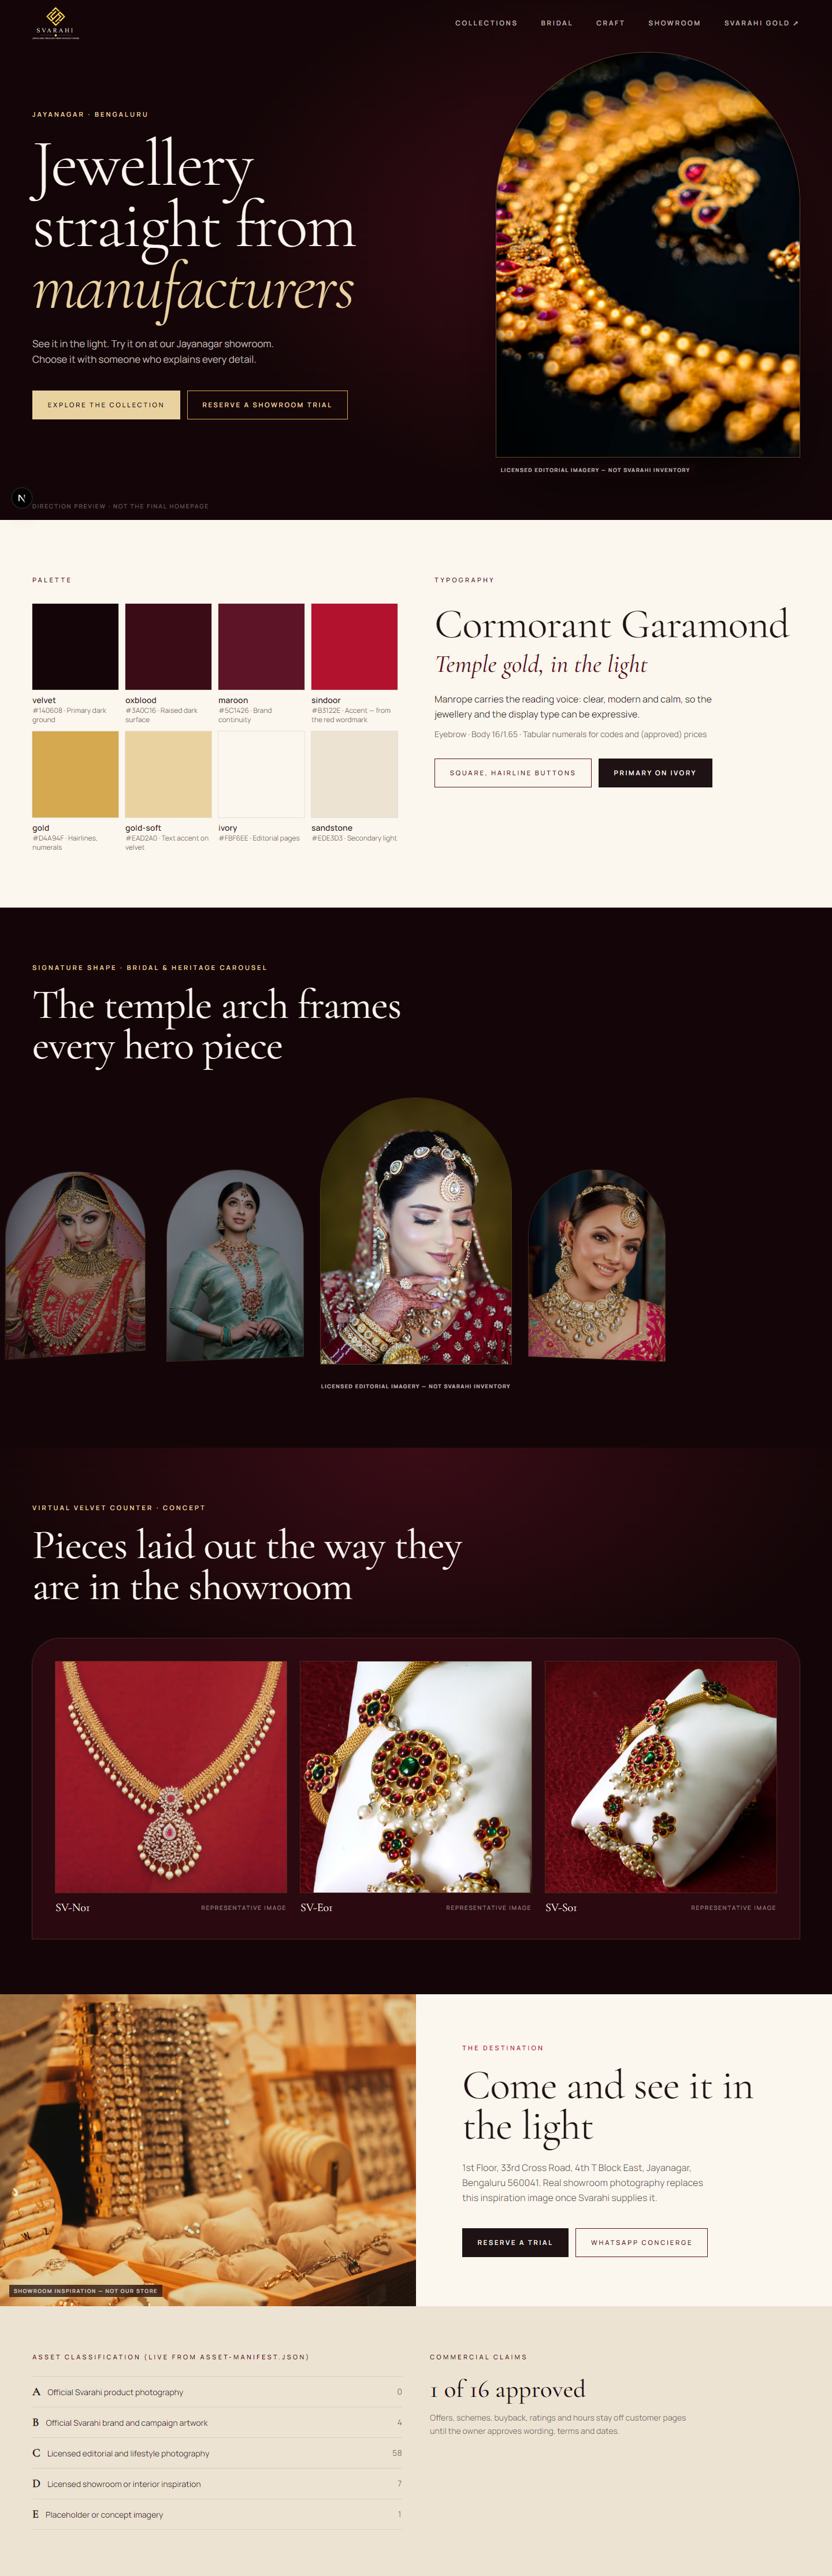 SVARAHI
COLLECTIONS
BRIDAL
CRAFT
SHOWROOM
SVARAHI GOLD ↗
JAYANAGAR · BENGALURU
Jewellery
straight from
manufacturers
See it in the light. Try it on at our Jayanagar showroom.
Choose it with someone who explains every detail.
EXPLORE THE COLLECTION
RESERVE A SHOWROOM TRIAL
LICENSED EDITORIAL IMAGERY — NOT SVARAHI INVENTORY
N
DIRECTION PREVIEW · NOT THE FINAL HOMEPAGE
PALETTE
velvet
#140608 · Primary dark
ground
oxblood
#3A0C16 · Raised dark
surface
maroon
#5C1426 · Brand
continuity
sindoor
#B3122E · Accent — from
the red wordmark
gold
#D4A94F · Hairlines,
numerals
gold-soft
#EAD2A0 · Text accent on
velvet
ivory
#FBF6EE · Editorial pages
sandstone
#EDE3D3 · Secondary light
TYPOGRAPHY
Cormorant Garamond
Temple gold, in the light
Manrope carries the reading voice: clear, modern and calm, so the
jewellery and the display type can be expressive.
Eyebrow · Body 16/1.65 · Tabular numerals for codes and (approved) prices
SQUARE, HAIRLINE BUTTONS
PRIMARY ON IVORY
SIGNATURE SHAPE · BRIDAL & HERITAGE CAROUSEL
The temple arch frames
every hero piece
LICENSED EDITORIAL IMAGERY — NOT SVARAHI INVENTORY
VIRTUAL VELVET COUNTER · CONCEPT
Pieces laid out the way they
are in the showroom
SV-N01
REPRESENTATIVE IMAGE
SV-E01
REPRESENTATIVE IMAGE
SV-S01
REPRESENTATIVE IMAGE
SHOWROOM INSPIRATION — NOT OUR STORE
THE DESTINATION
Come and see it in
the light
1st Floor, 33rd Cross Road, 4th T Block East, Jayanagar,
Bengaluru 560041. Real showroom photography replaces
this inspiration image once Svarahi supplies it.
RESERVE A TRIAL
WHATSAPP CONCIERGE
ASSET CLASSIFICATION (LIVE FROM ASSET-MANIFEST.JSON)
A Official Svarahi product photography 0
B Official Svarahi brand and campaign artwork 4
C Licensed editorial and lifestyle photography 58
D Licensed showroom or interior inspiration 7
E Placeholder or concept imagery 1
COMMERCIAL CLAIMS
1 of 16 approved
Offers, schemes, buyback, ratings and hours stay off customer pages
until the owner approves wording, terms and dates.